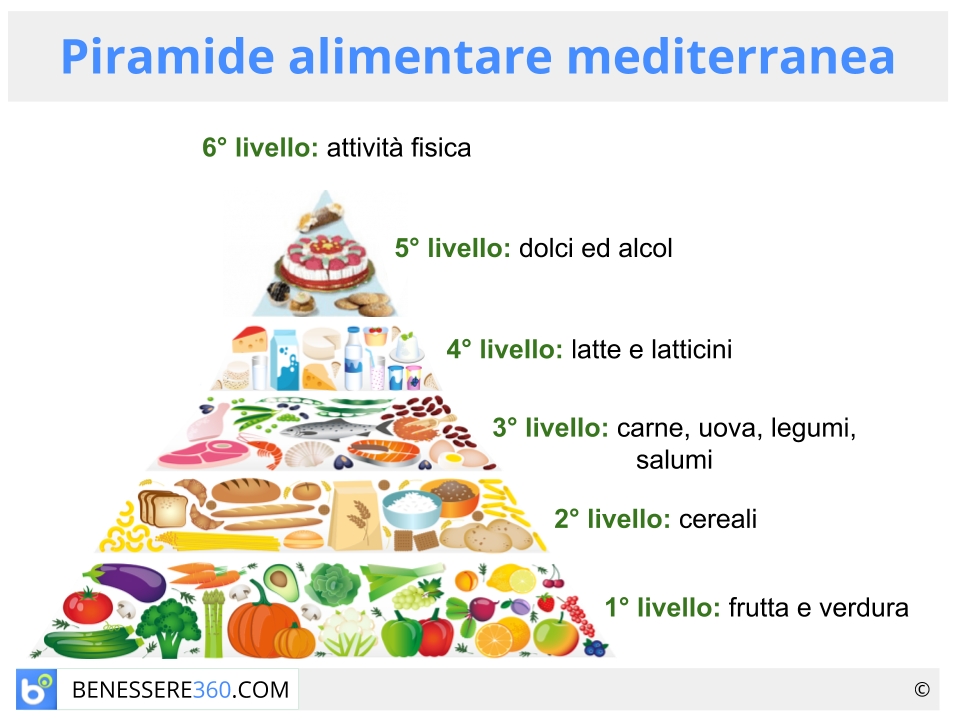 Piramide alimentare mediterranea
6° livello: attività fisica
5° livello: dolci ed alcol
4° livello: latte e latticini
3° livello: carne, uova, legumi,
salumi
2° livello: cereali
1° livello: frutta e verdura
b
BENESSERE360.COM
©